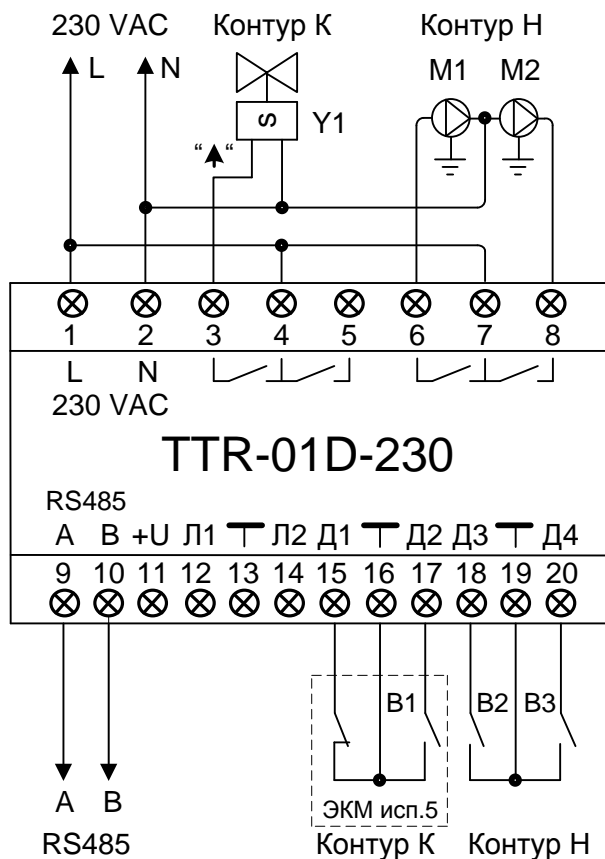 230 VAC Контур К Контур Н
L N M1 M2
S Y1
“ “
1 2 3 4 5 6 7 8
L N
230 VAC
TTR-01D-230
RS485
A B +U Л1 Л2 Д1 Д2 Д3 Д4
9 10 11 12 13 14 15 16 17 18 19 20
B1 B2 B3
A B ЭКМ исп.5
RS485 Контур К Контур Н